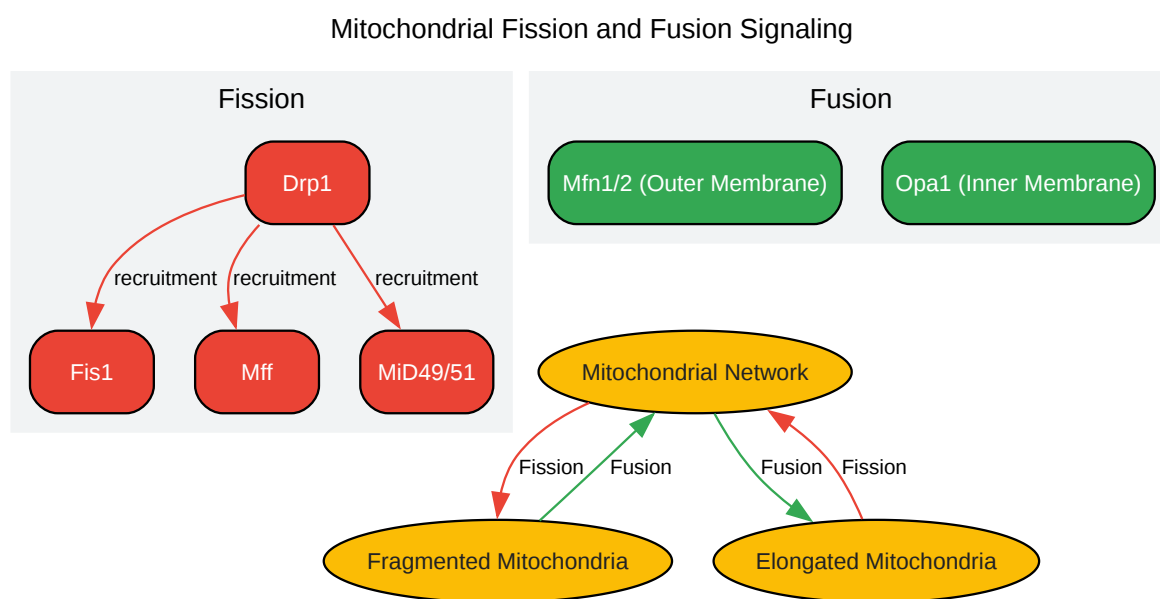 Mitochondrial Fission and Fusion Signaling
Fission
Fusion
Drp1
Mfn1/2 (Outer Membrane)
Opa1 (Inner Membrane)
recruitment
recruitment
recruitment
Fis1
Mff
MiD49/51
Mitochondrial Network
Fission
Fusion
Fusion
Fission
Fragmented Mitochondria
Elongated Mitochondria